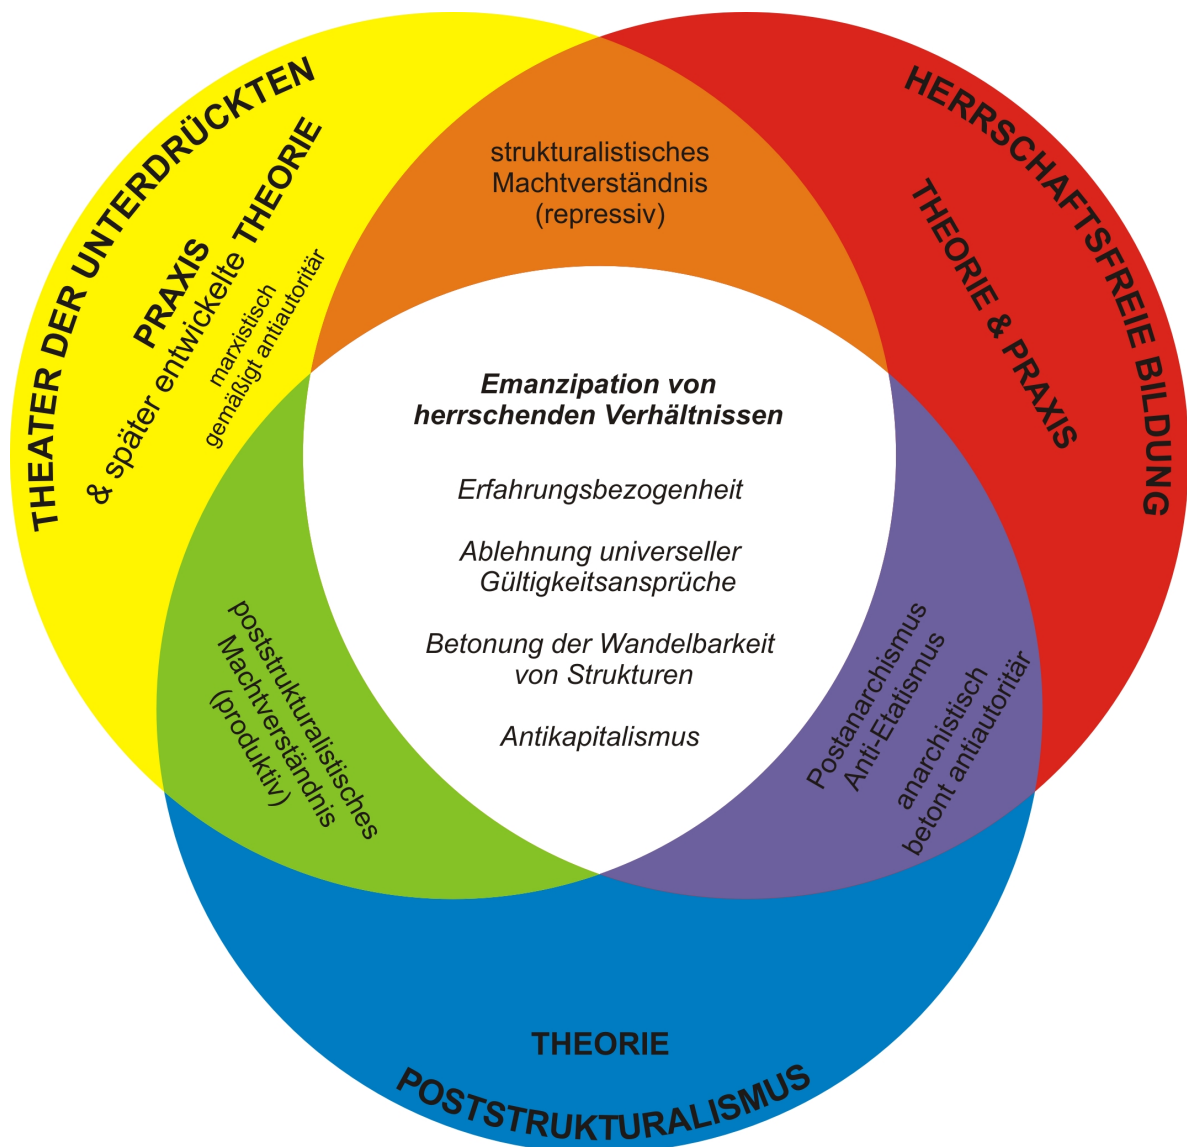 THEATER DER UNTERDRÜCKTEN
PRAXIS
& später entwickelte THEORIE
marxistisch
gemäßigt antiautoritär
strukturalistisches
Machtverständnis
(repressiv)
HERRSCHAFTSFREIE BILDUNG
THEORIE & PRAXIS
Emanzipation von
herrschenden Verhältnissen
Erfahrungsbezogenheit
Ablehnung universeller
Gültigkeitsansprüche
Betonung der Wandelbarkeit
von Strukturen
Antikapitalismus
poststrukturalistisches
Machtverständnis
(produktiv)
Postanarchismus
Anti-Etatismus
anarchistisch
betont antiautoritär
THEORIE
POSTSTRUKTURALISMUS